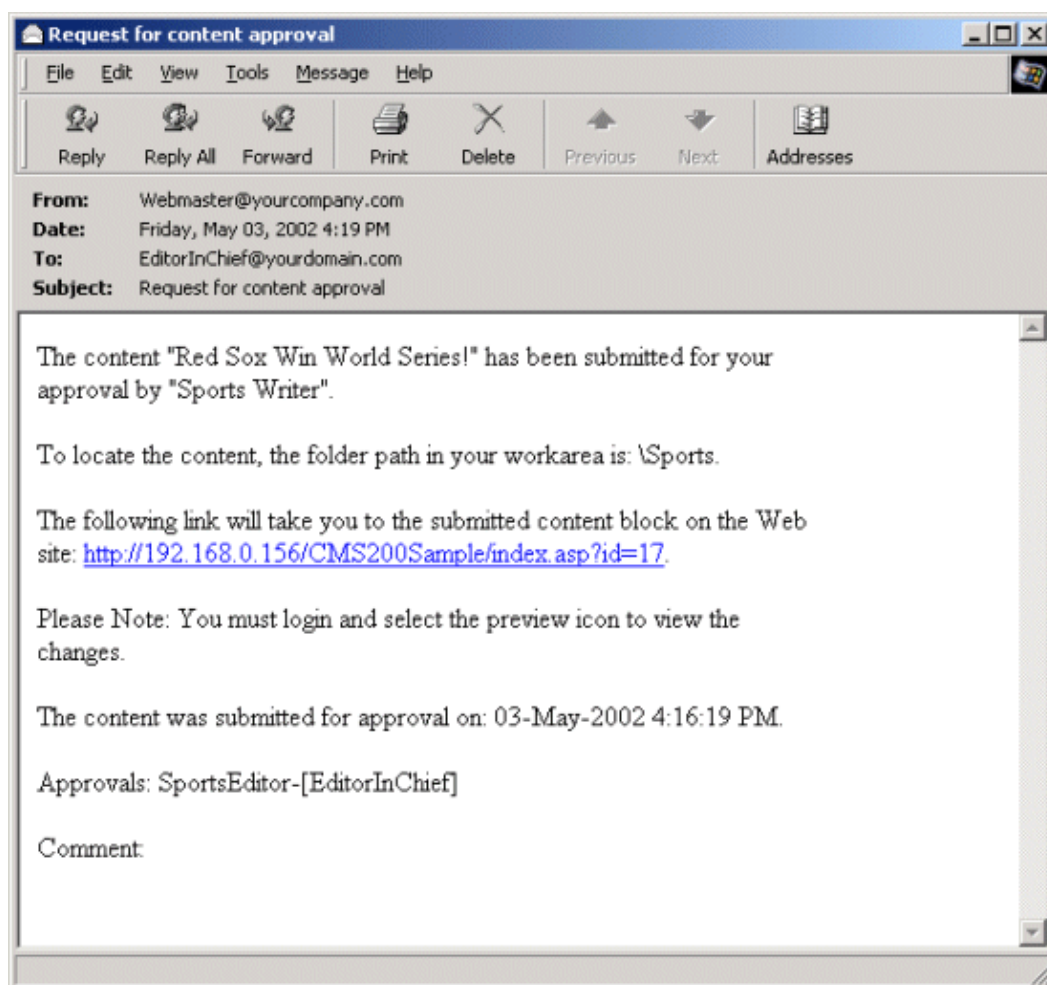 Request for content approval
File Edit View Tools Message Help
Reply Reply All Forward Print Delete Previous Next Addresses
From: Webmaster@yourcompany.com
Date: Friday, May 03, 2002 4:19 PM
To: EditorInChief@yourdomain.com
Subject: Request for content approval
The content "Red Sox Win World Series!" has been submitted for your
approval by "Sports Writer".
To locate the content, the folder path in your workarea is: \Sports.
The following link will take you to the submitted content block on the Web
site: http://192.168.0.156/CMS200Sample/index.asp?id=17.
Please Note: You must login and select the preview icon to view the
changes.
The content was submitted for approval on: 03-May-2002 4:16:19 PM.
Approvals: SportsEditor-[EditorInChief]
Comment: